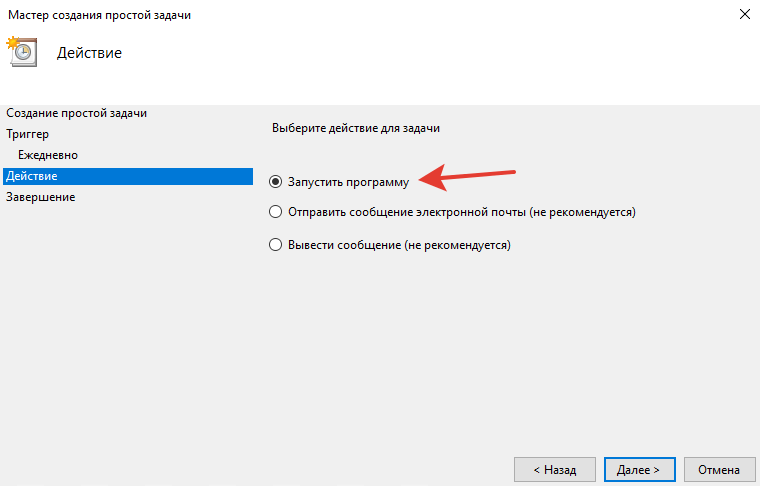 Мастер создания простой задачи
Действие
Создание простой задачи
Триггер
Ежедневно
Действие
Завершение
Выберите действие для задачи
Запустить программу
Отправить сообщение электронной почты (не рекомендуется)
Вывести сообщение (не рекомендуется)
< Назад
Далее >
Отмена